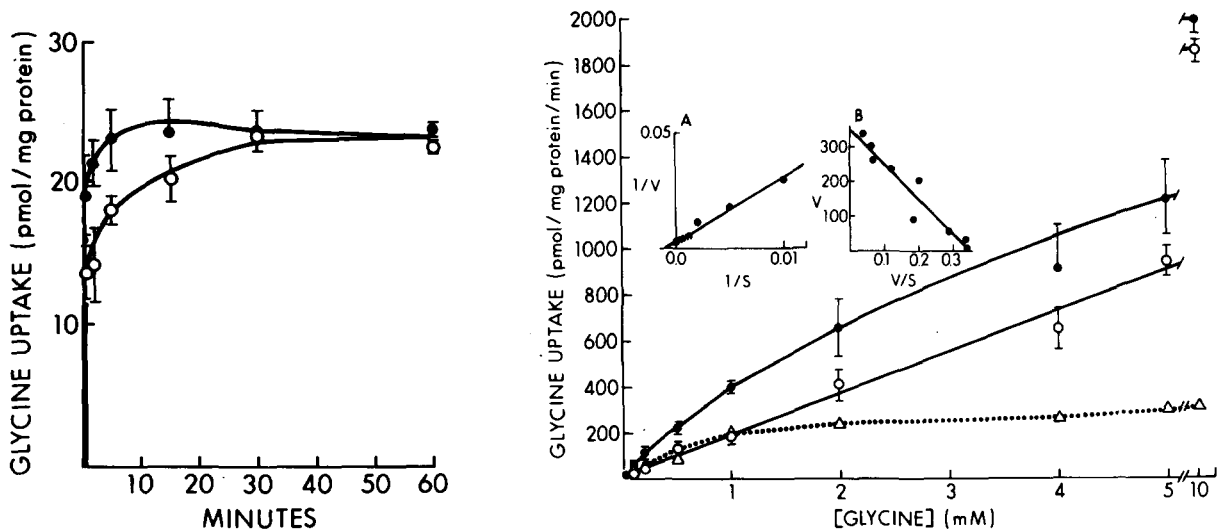 GLYCINE UPTAKE (pmol/mg protein)
30
20
10
10 20 30 40 50 60
MINUTES
GLYCINE UPTAKE (pmol/mg protein/min)
2000
1800
1600
1400
1200
1000
800
600
400
200
1 2 3 4 5 10
[GLYCINE] (mM)
A
0.05
1/V
0.0 0.01
1/S
B
300
200
100
V
0.1 0.2 0.3
V/S